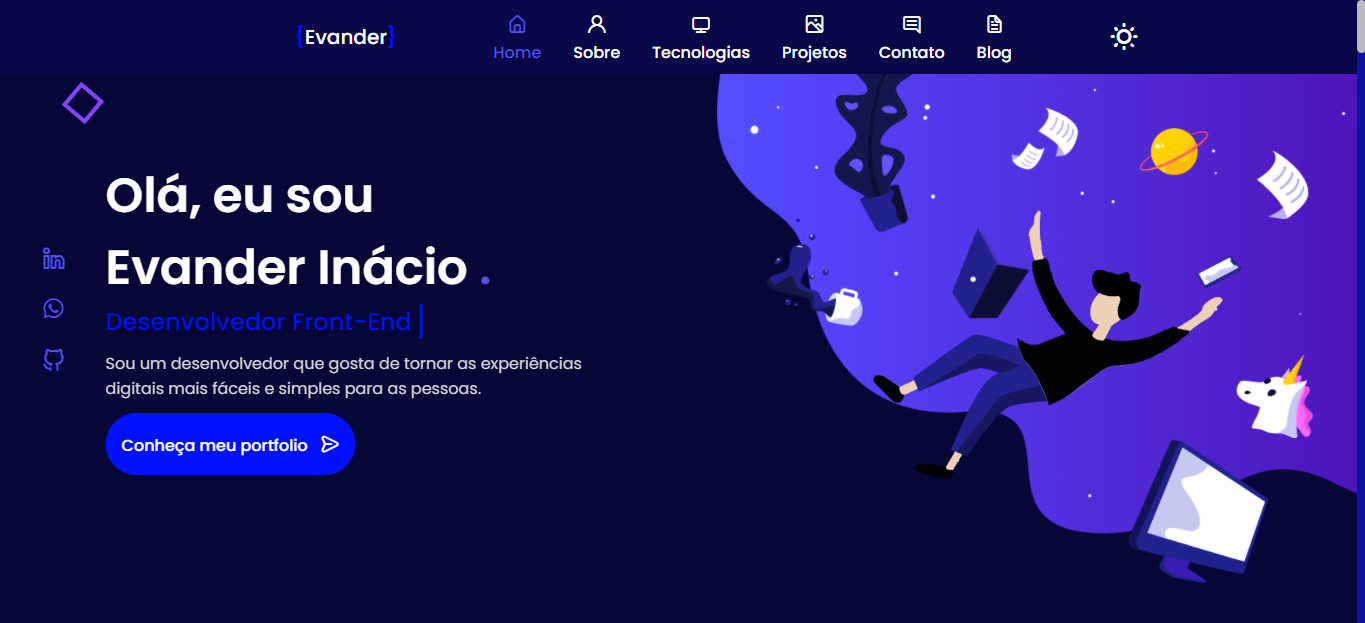 {Evander}
Home Sobre Tecnologias Projetos Contato Blog
Olá, eu sou
Evander Inácio .
Desenvolvedor Front-End |
Sou um desenvolvedor que gosta de tornar as experiências
digitais mais fáceis e simples para as pessoas.
Conheça meu portfolio
in